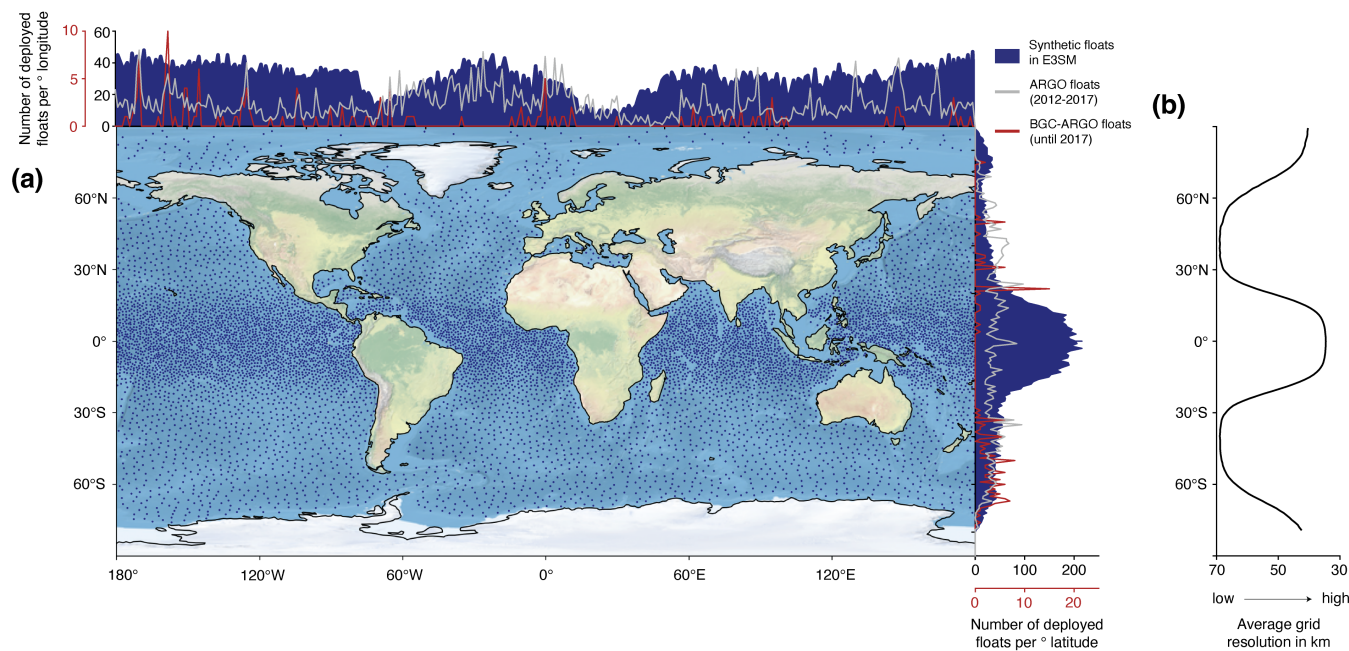 Number of deployed
floats per ° longitude
10
5
0
60
40
20
0
Synthetic floats
in E3SM
ARGO floats
(2012-2017)
BGC-ARGO floats
(until 2017)
(a)
60°N
30°N
0°
30°S
60°S
180°
120°W
60°W
0°
60°E
120°E
0
100
200
0
10
20
Number of deployed
floats per ° latitude
(b)
60°N
30°N
0°
30°S
60°S
70
50
30
low
high
Average grid
resolution in km